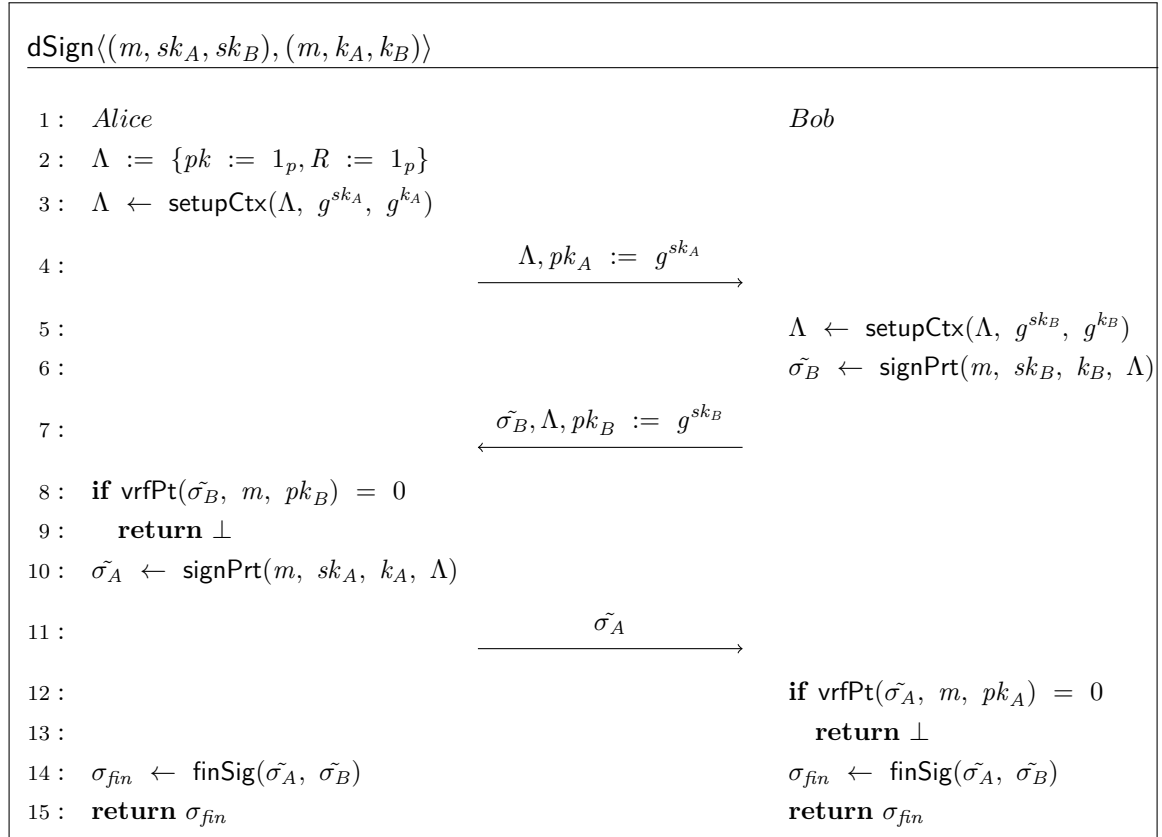 dSign⟨(m, sk_A, sk_B), (m, k_A, k_B)⟩
1 : Alice Bob
2 : Λ := {pk := 1_p, R := 1_p}
3 : Λ ← setupCtx(Λ, g^{sk_A}, g^{k_A})
4 : Λ, pk_A := g^{sk_A}
5 : Λ ← setupCtx(Λ, g^{sk_B}, g^{k_B})
6 : σ̃_B ← signPrt(m, sk_B, k_B, Λ)
7 : σ̃_B, Λ, pk_B := g^{sk_B}
8 : if vrfPt(σ̃_B, m, pk_B) = 0
9 : return ⊥
10 : σ̃_A ← signPrt(m, sk_A, k_A, Λ)
11 : σ̃_A
12 : if vrfPt(σ̃_A, m, pk_A) = 0
13 : return ⊥
14 : σ_fin ← finSig(σ̃_A, σ̃_B) σ_fin ← finSig(σ̃_A, σ̃_B)
15 : return σ_fin return σ_fin